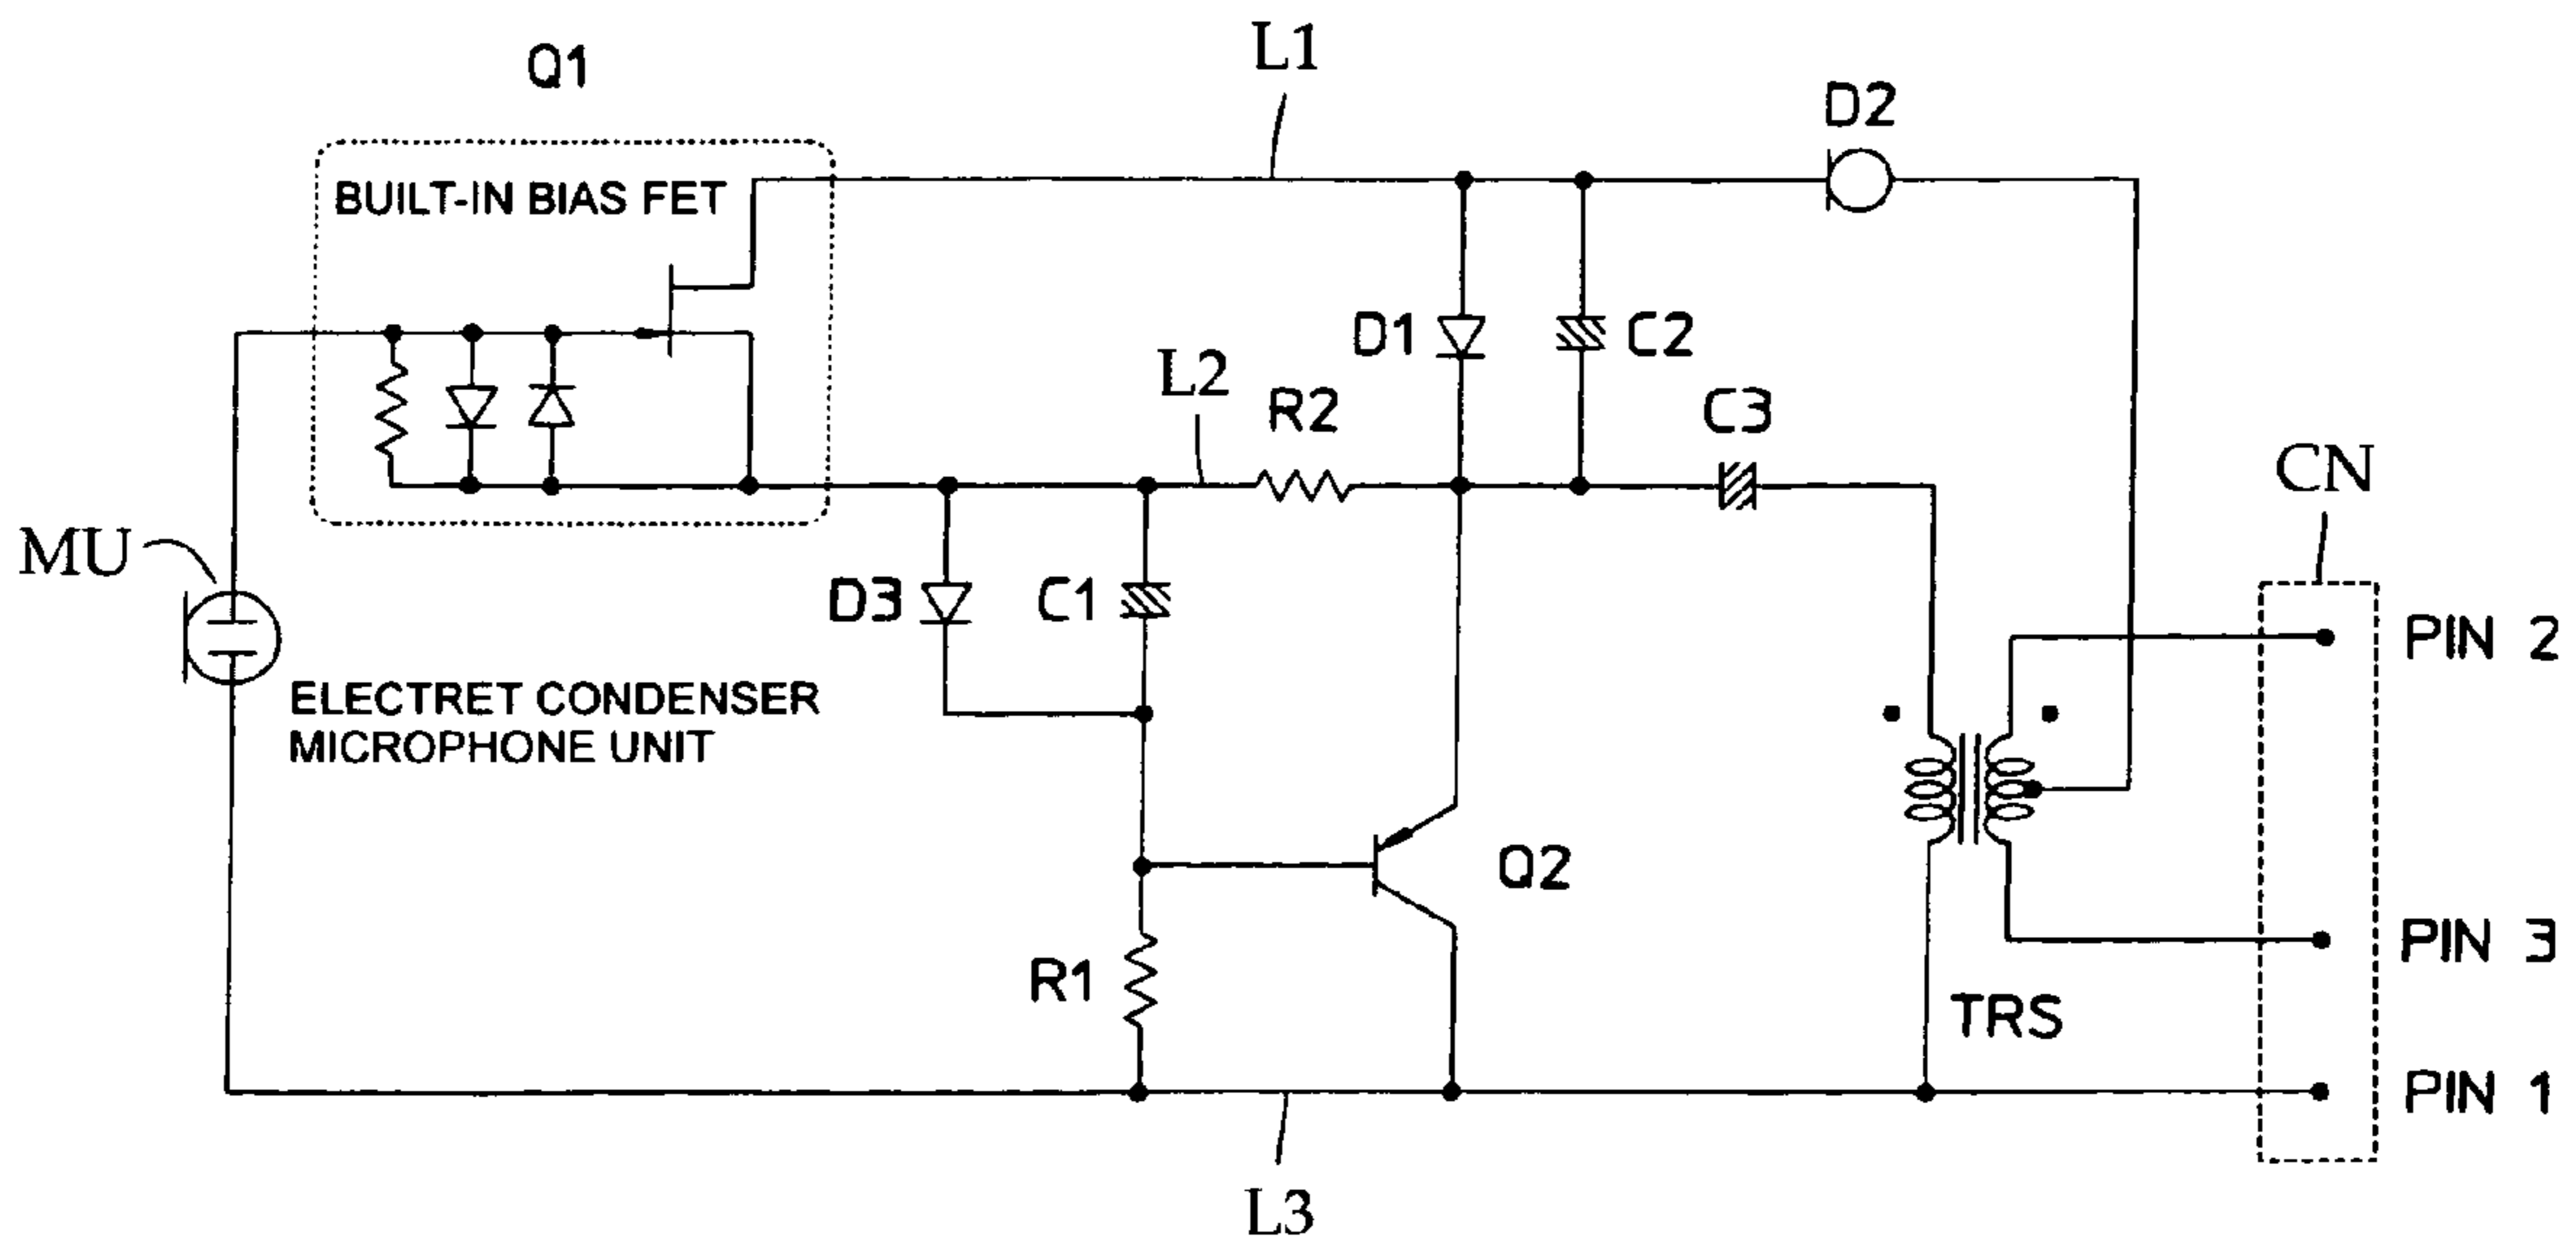 L1
Q1
D2
BUILT-IN BIAS FET
D1
C2
L2
R2
C3
CN
MU
D3
C1
PIN 2
ELECTRET CONDENSER
MICROPHONE UNIT
Q2
PIN 3
R1
TRS
PIN 1
L3